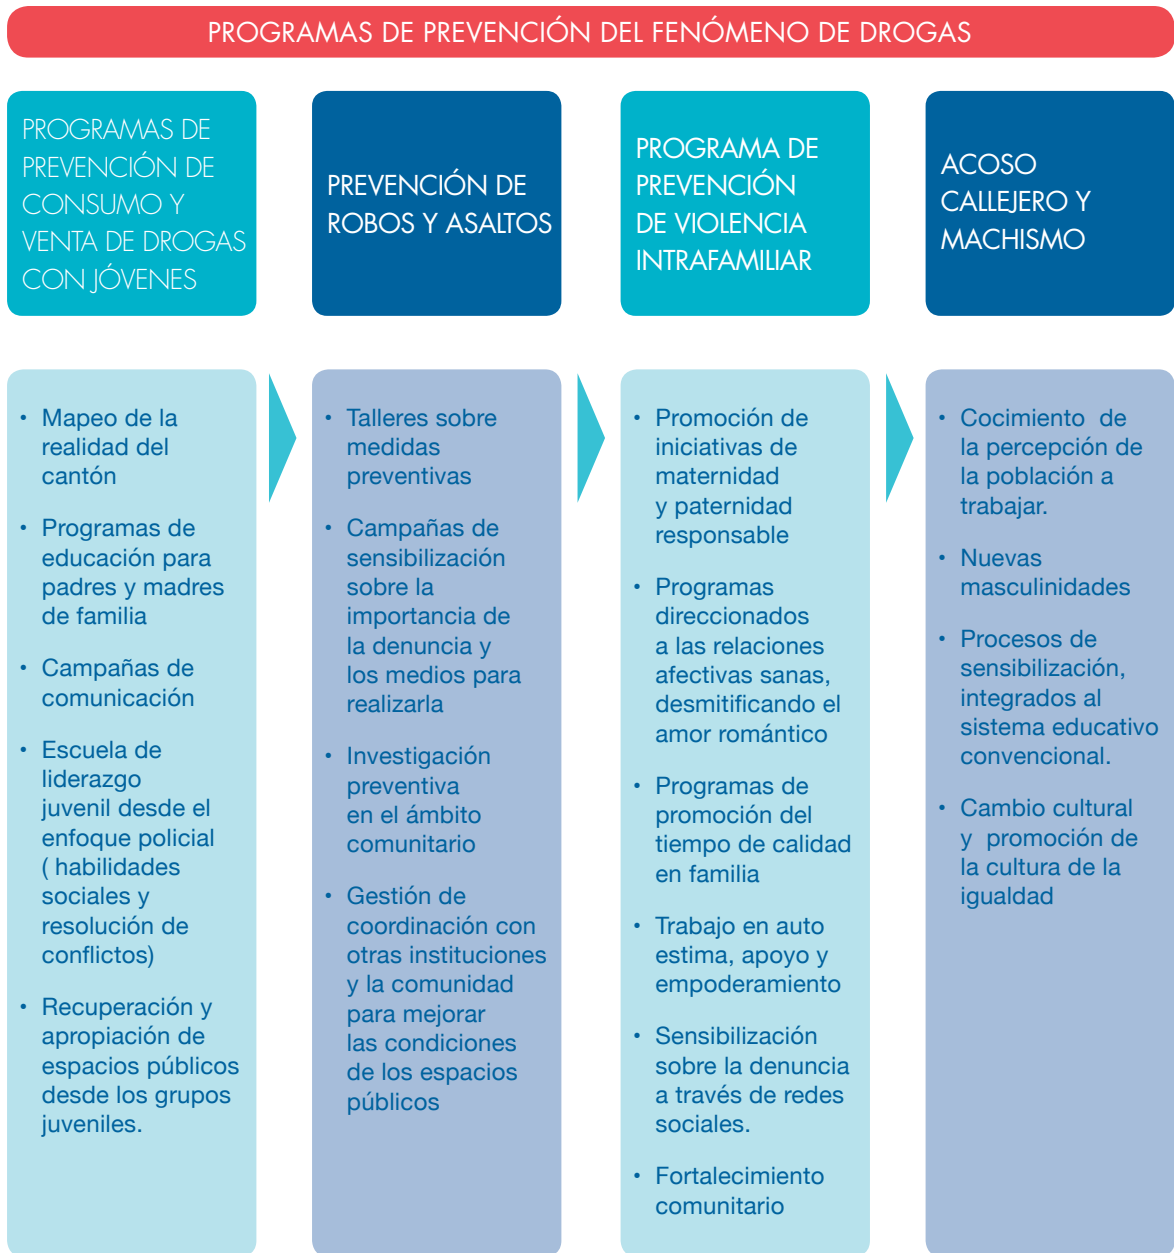 PROGRAMAS DE PREVENCIÓN DEL FENÓMENO DE DROGAS
PROGRAMAS DE
PREVENCIÓN DE
CONSUMO Y
VENTA DE DROGAS
CON JÓVENES
• Mapeo de la
realidad del
cantón
• Programas de
educación para
padres y madres
de familia
• Campañas de
comunicación
• Escuela de
liderazgo
juvenil desde el
enfoque policial
( habilidades
sociales y
resolución de
conflictos)
• Recuperación y
apropiación de
espacios públicos
desde los grupos
juveniles.
PREVENCIÓN DE
ROBOS Y ASALTOS
• Talleres sobre
medidas
preventivas
• Campañas de
sensibilización
sobre la
importancia de
la denuncia y
los medios para
realizarla
• Investigación
preventiva
en el ámbito
comunitario
• Gestión de
coordinación con
otras instituciones
y la comunidad
para mejorar
las condiciones
de los espacios
públicos
PROGRAMA DE
PREVENCIÓN
DE VIOLENCIA
INTRAFAMILIAR
• Promoción de
iniciativas de
maternidad
y paternidad
responsable
• Programas
direccionados
a las relaciones
afectivas sanas,
desmitificando el
amor romántico
• Programas de
promoción del
tiempo de calidad
en familia
• Trabajo en auto
estima, apoyo y
empoderamiento
• Sensibilización
sobre la denuncia
a través de redes
sociales.
• Fortalecimiento
comunitario
ACOSO
CALLEJERO Y
MACHISMO
• Cocimiento de
la percepción de
la población a
trabajar.
• Nuevas
masculinidades
• Procesos de
sensibilización,
integrados al
sistema educativo
convencional.
• Cambio cultural
y promoción de
la cultura de la
igualdad